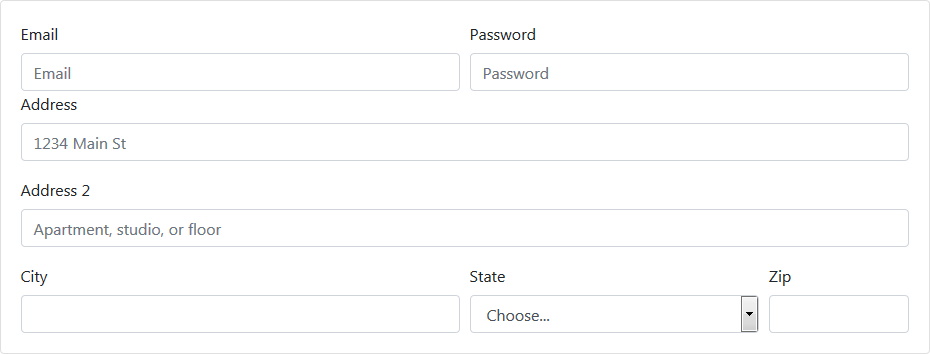 Email Password
Email Password
Address
1234 Main St
Address 2
Apartment, studio, or floor
City State Zip
Choose...